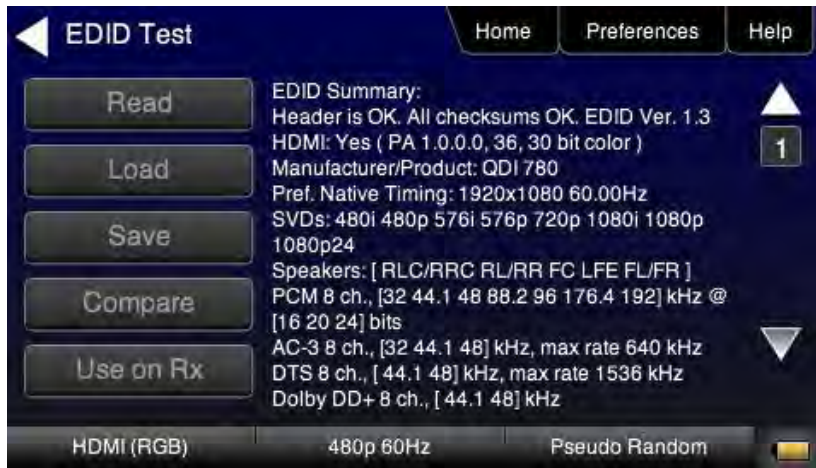 EDID Test
Home
Preferences
Help
Read
Load
Save
Compare
Use on Rx
EDID Summary:
Header is OK. All checksums OK. EDID Ver. 1.3
HDMI: Yes ( PA 1.0.0.0, 36, 30 bit color )
Manufacturer/Product: QDI 780
Pref. Native Timing: 1920x1080 60.00Hz
SVDs: 480i 480p 576i 576p 720p 1080i 1080p
1080p24
Speakers: [ RLC/RRC RL/RR FC LFE FL/FR ]
PCM 8 ch., [32 44.1 48 88.2 96 176.4 192] kHz @
[16 20 24] bits
AC-3 8 ch., [32 44.1 48] kHz, max rate 640 kHz
DTS 8 ch., [ 44.1 48] kHz, max rate 1536 kHz
Dolby DD+ 8 ch., [ 44.1 48] kHz
1
HDMI (RGB)
480p 60Hz
Pseudo Random